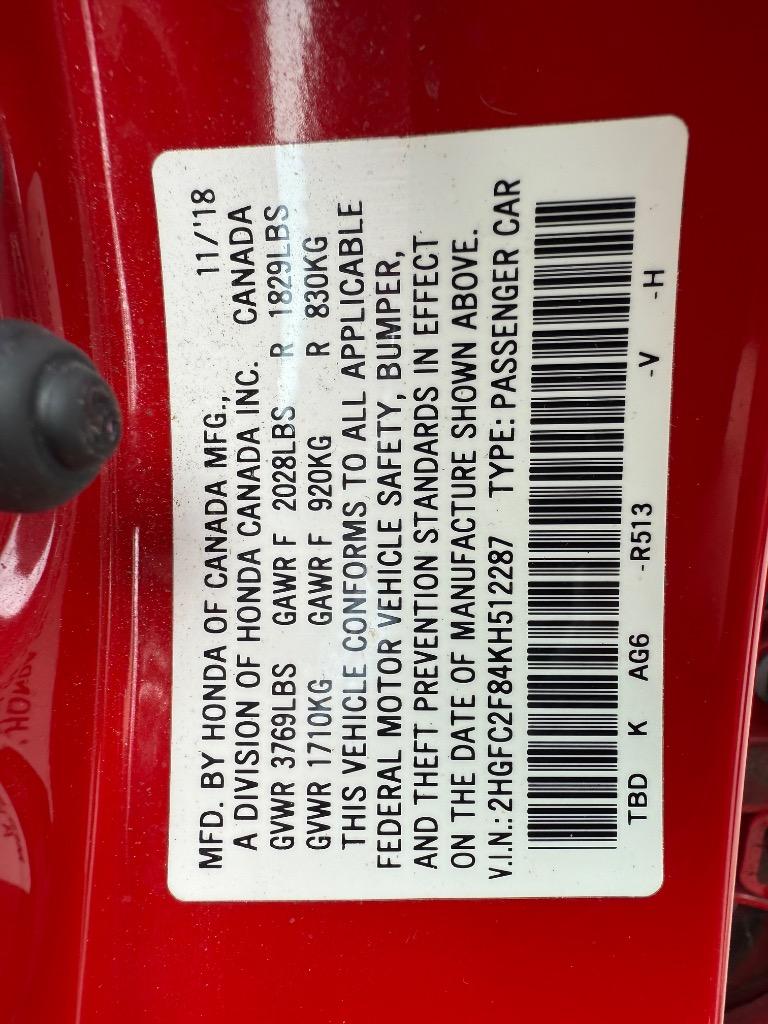 MFD. BY HONDA OF CANADA MFG., 11/'18
A DIVISION OF HONDA CANADA INC. CANADA
GVWR 3769LBS GAWR F 2028LBS R 1829LBS
GVWR 1710KG GAWR F 920KG R 830KG
THIS VEHICLE CONFORMS TO ALL APPLICABLE
FEDERAL MOTOR VEHICLE SAFETY, BUMPER,
AND THEFT PREVENTION STANDARDS IN EFFECT
ON THE DATE OF MANUFACTURE SHOWN ABOVE.
V.I.N.: 2HGFC2F84KH512287 TYPE: PASSENGER CAR
TBD K AG6 -R513 -V -H